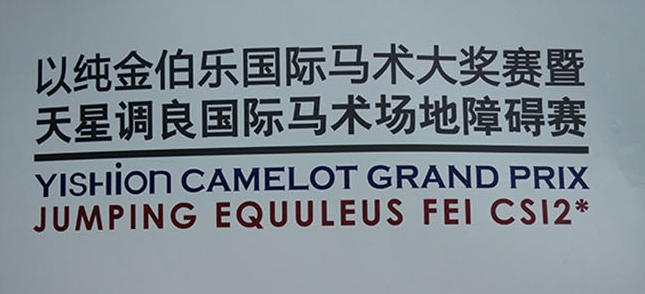 以纯金伯乐国际马术大奖赛暨
天星调良国际马术场地障碍赛
YISHION CAMELOT GRAND PRIX
JUMPING EQUULEUS FEI CSI2*